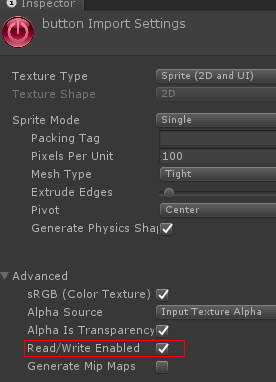 Inspector
button Import Settings
Texture Type Sprite (2D and UI)
Texture Shape 2D
Sprite Mode Single
Packing Tag
Pixels Per Unit 100
Mesh Type Tight
Extrude Edges
Pivot Center
Generate Physics Shap
Advanced
sRGB (Color Texture)
Alpha Source Input Texture Alpha
Alpha Is Transparency
Read/Write Enabled
Generate Mip Maps